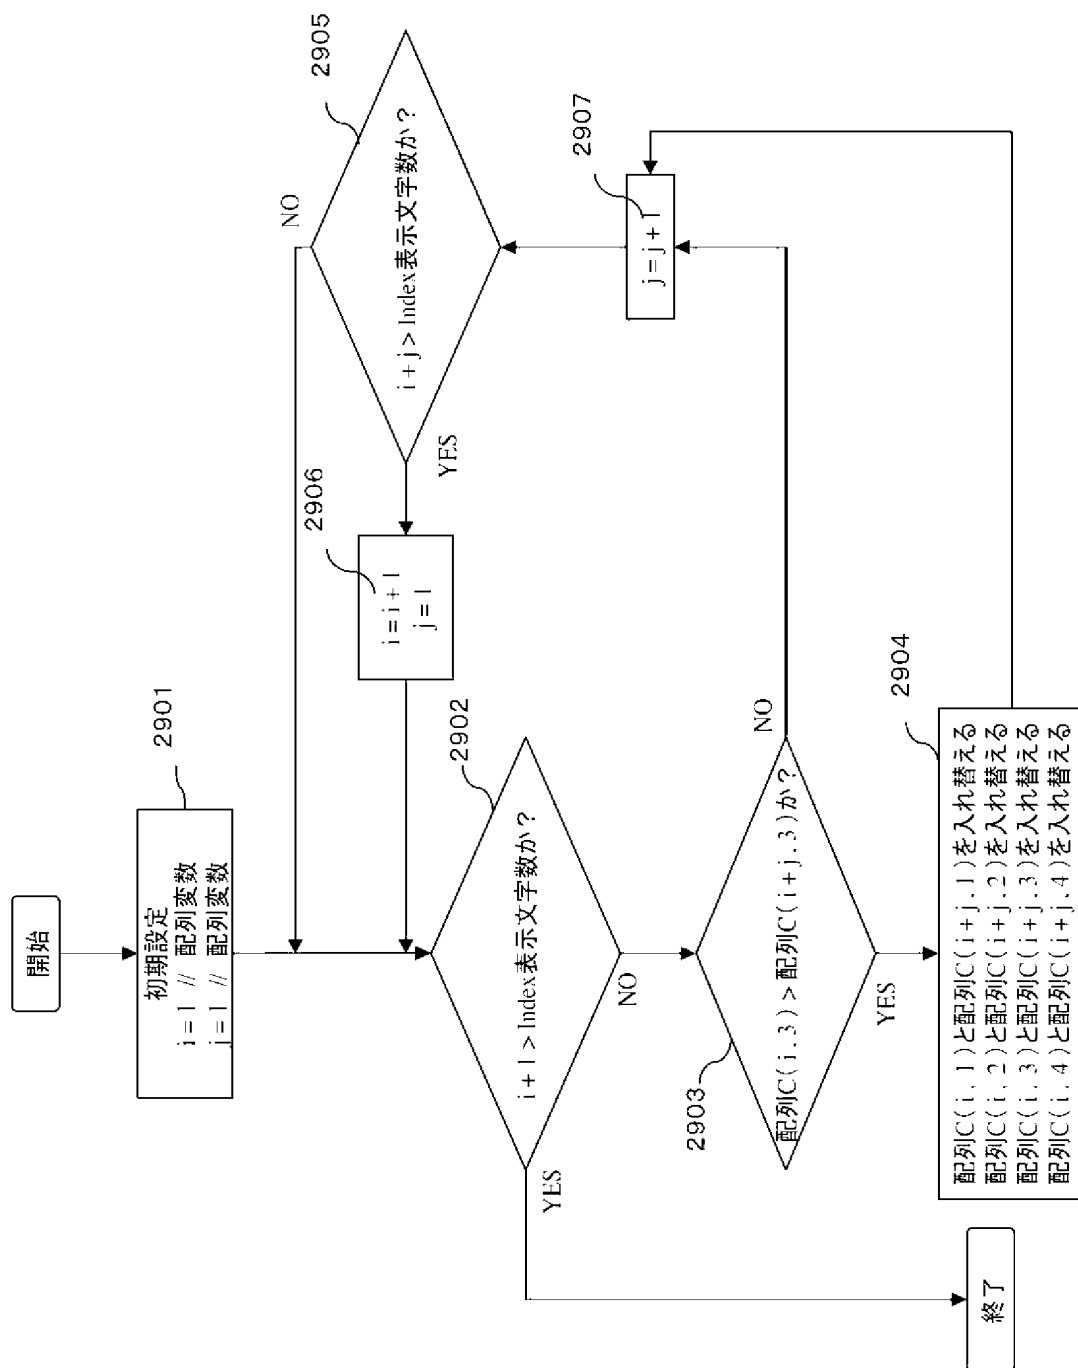 開始
2901
初期設定
i = 1 // 配列変数
j = 1 // 配列変数
2902
i + 1 > Index表示文字数か?
YES
NO
終了
2903
配列C( i , 3 ) > 配列C( i + j , 3 )か?
NO
YES
2904
配列C( i , 1 )と配列C( i + j , 1 )を入れ替える
配列C( i , 2 )と配列C( i + j , 2 )を入れ替える
配列C( i , 3 )と配列C( i + j , 3 )を入れ替える
配列C( i , 4 )と配列C( i + j , 4 )を入れ替える
2907
j = j + 1
2905
i + j > Index表示文字数か?
NO
YES
2906
i = i + 1
j = 1